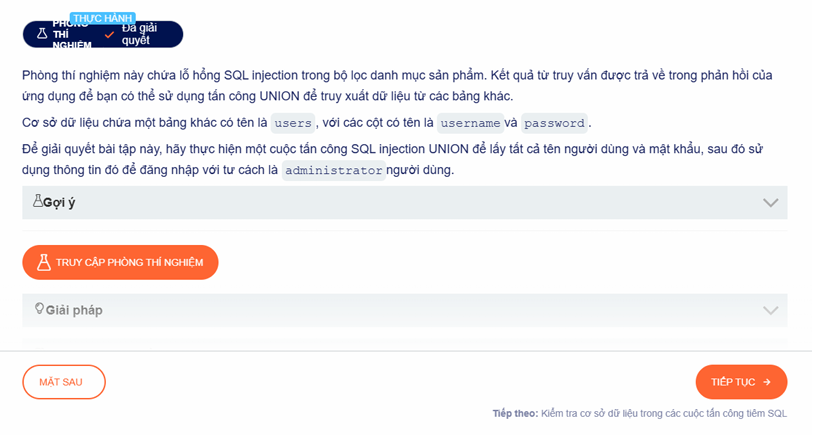 THỰC HÀNH
PHÒNG THÍ NGHIỆM
Đã giải quyết
Phòng thí nghiệm này chứa lỗ hổng SQL injection trong bộ lọc danh mục sản phẩm. Kết quả từ truy vấn được trả về trong phản hồi của
ứng dụng để bạn có thể sử dụng tấn công UNION để truy xuất dữ liệu từ các bảng khác.
Cơ sở dữ liệu chứa một bảng khác có tên là users, với các cột có tên là username và password.
Để giải quyết bài tập này, hãy thực hiện một cuộc tấn công SQL injection UNION để lấy tất cả tên người dùng và mật khẩu, sau đó sử
dụng thông tin đó để đăng nhập với tư cách là administrator người dùng.
Gợi ý
TRUY CẬP PHÒNG THÍ NGHIỆM
Giải pháp
MẶT SAU
TIẾP TỤC →
Tiếp theo: Kiểm tra cơ sở dữ liệu trong các cuộc tấn công tiêm SQL